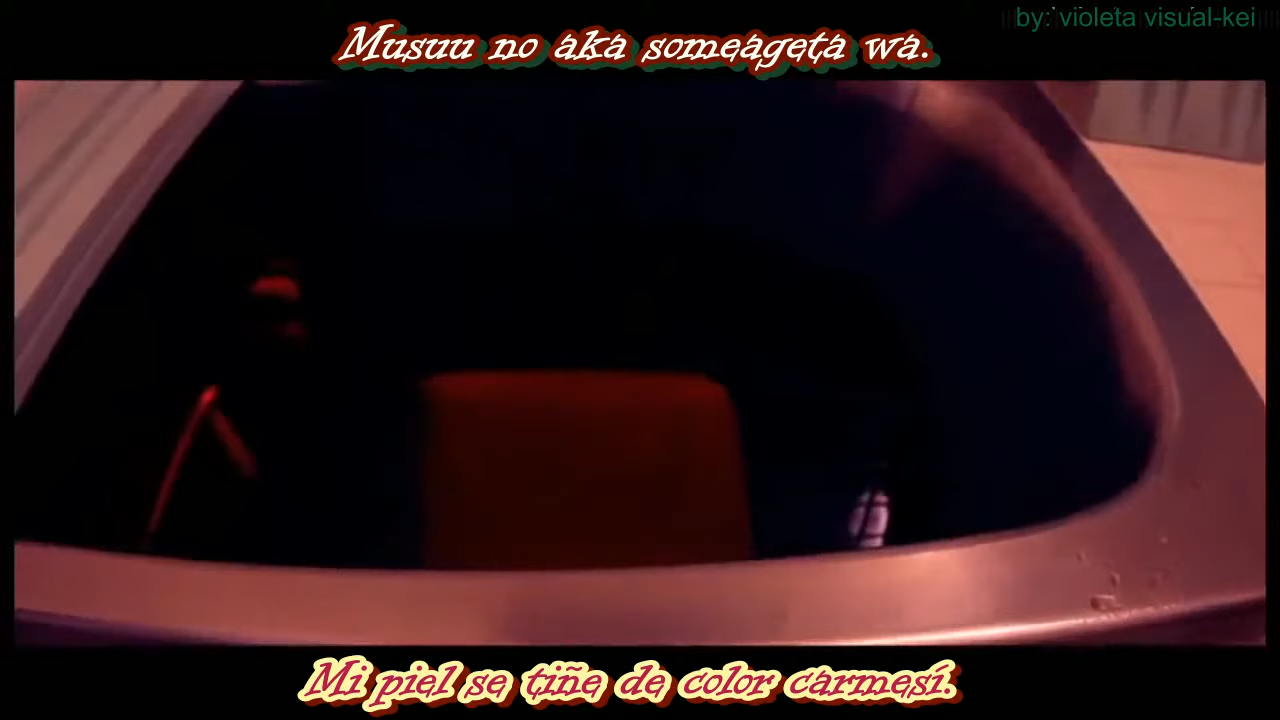 by: violeta visual-kei
Musuu no aka someageta wa.
Mi piel se tiñe de color carmesí.